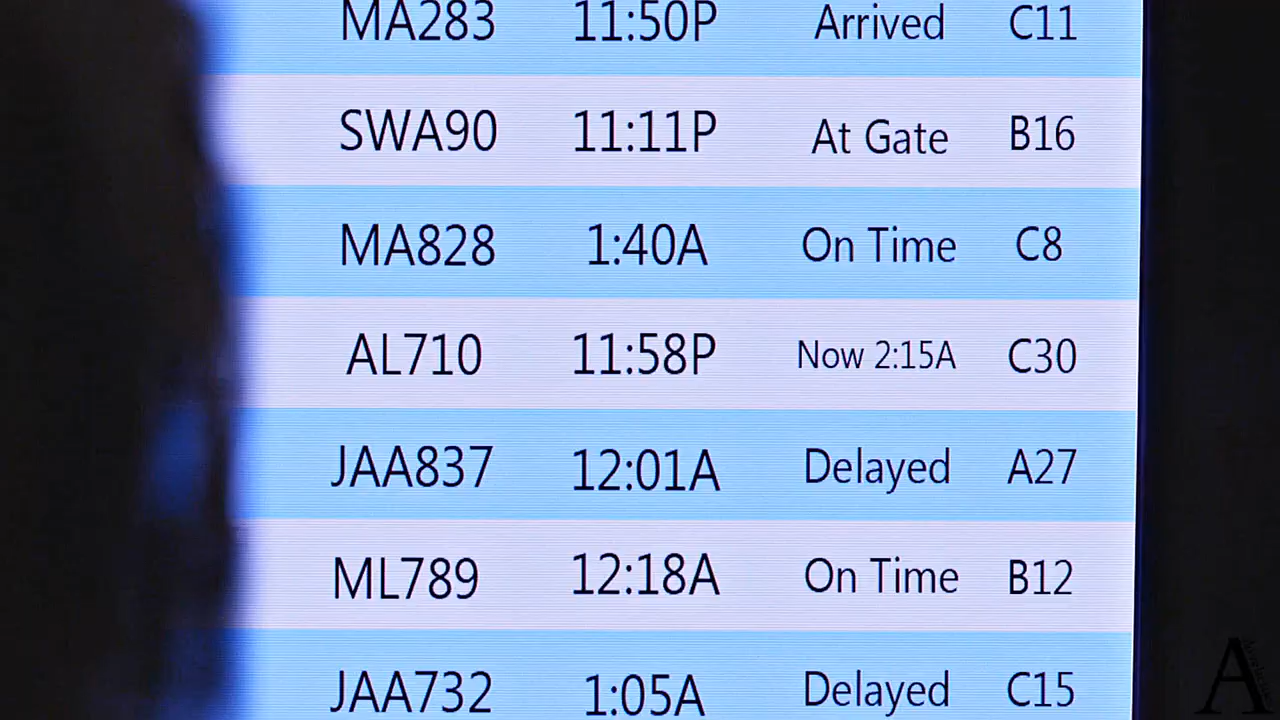 MA283 11:50P Arrived C11
SWA90 11:11P At Gate B16
MA828 1:40A On Time C8
AL710 11:58P Now 2:15A C30
JAA837 12:01A Delayed A27
ML789 12:18A On Time B12
JAA732 1:05A Delayed C15
A